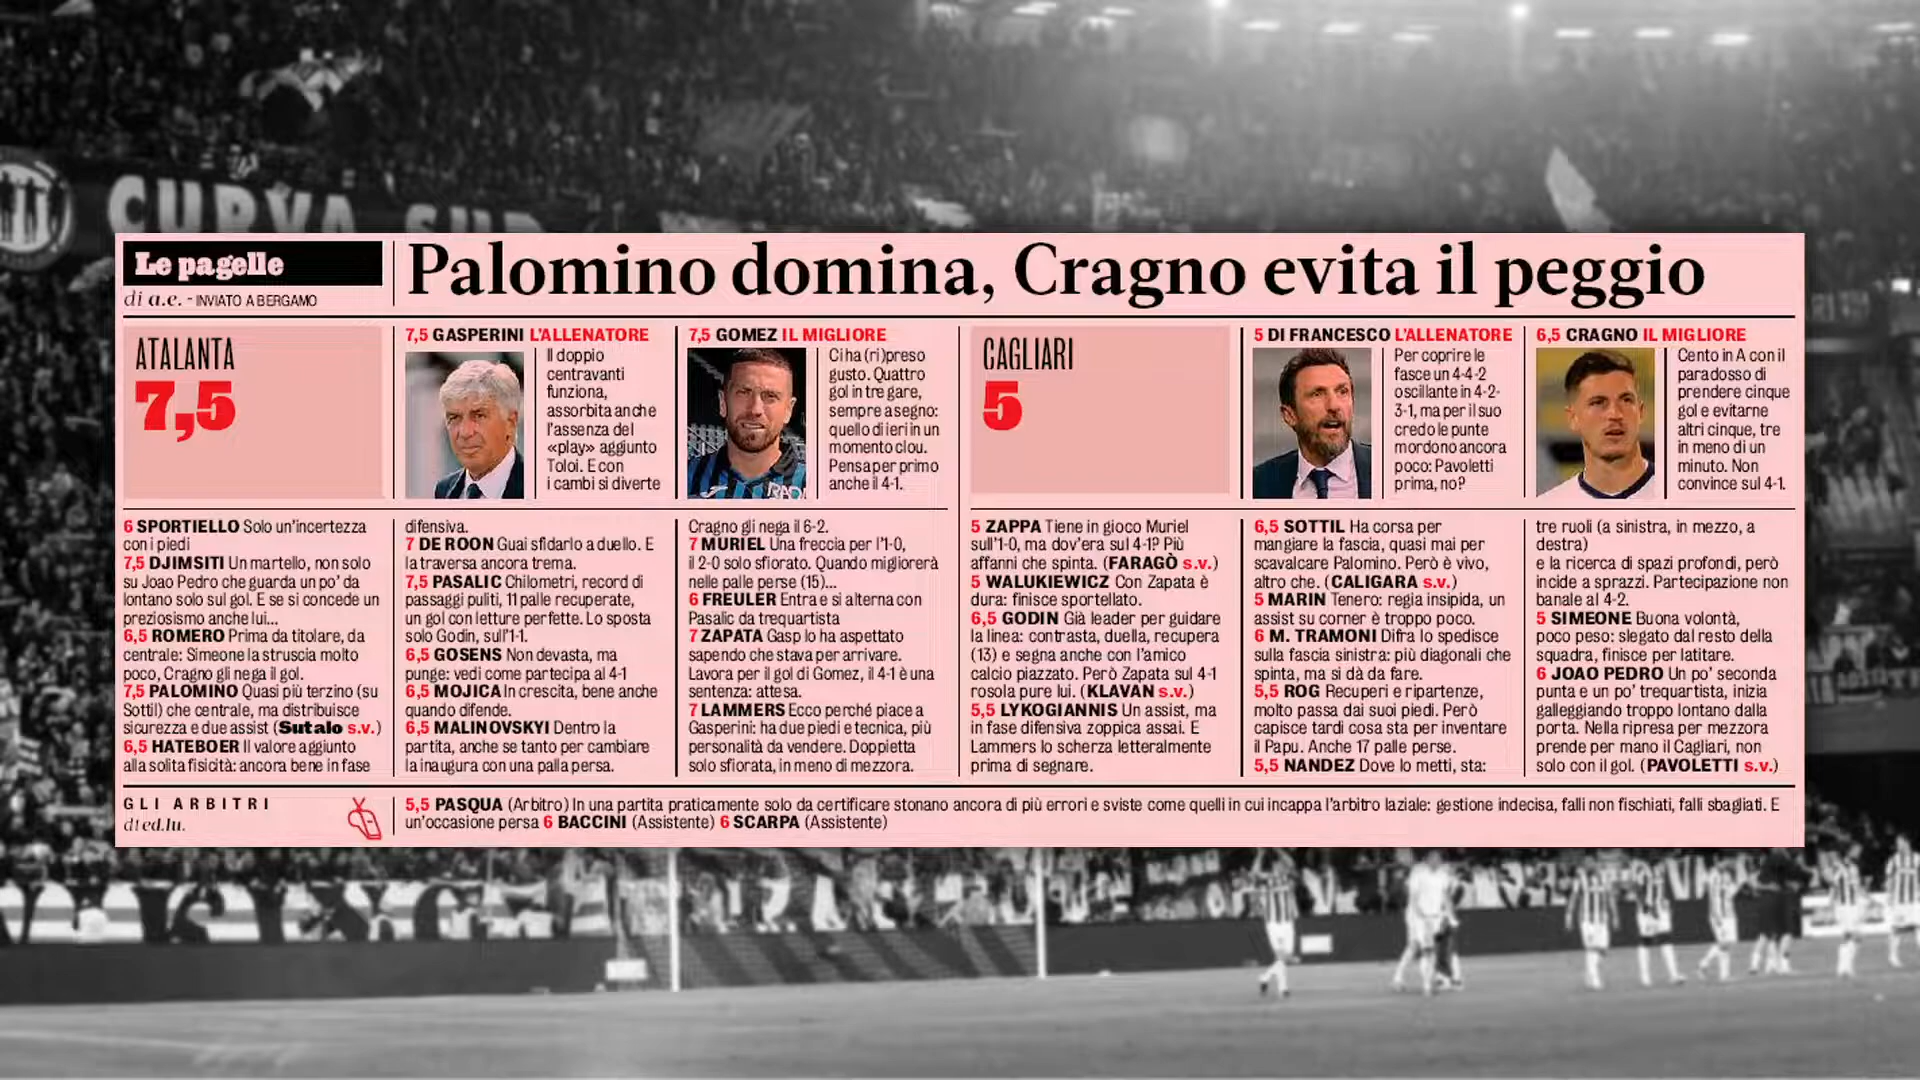 CURVA SUD
Le pagelle
di a.c. - INVIATO A BERGAMO
Palomino domina, Cragno evita il peggio
ATALANTA
7,5
7,5 GASPERINI L'ALLENATORE
Il doppio
centravanti
funziona,
assorbita anche
l'assenza del
«play» aggiunto
Toloi. E con
i cambi si diverte
7,5 GOMEZ IL MIGLIORE
Ci ha (ri)preso
gusto. Quattro
gol in tre gare,
sempre a segno:
quello di ieri in un
momento clou.
Pensa per primo
anche il 4-1.
6 SPORTIELLO Solo un'incertezza
con i piedi
7,5 DJIMSITI Un martello, non solo
su Joao Pedro che guarda un po' da
lontano solo sul gol. E se si concede un
preziosismo anche lui...
6,5 ROMERO Prima da titolare, da
centrale: Simeone la struscia molto
poco, Cragno gli nega il gol.
7,5 PALOMINO Quasi più terzino (su
Sottil) che centrale, ma distribuisce
sicurezza e due assist (Sutalo s.v.)
6,5 HATEBOER Il valore aggiunto
alla solita fisicità: ancora bene in fase
difensiva.
7 DE ROON Guai sfidarlo a duello. E
la traversa ancora trema.
7,5 PASALIC Chilometri, record di
passaggi puliti, 11 palle recuperate,
un gol con letture perfette. Lo sposta
solo Godin, sull'1-1.
6,5 GOSENS Non devasta, ma
punge: vedi come partecipa al 4-1
6,5 MOJICA In crescita, bene anche
quando difende.
6,5 MALINOVSKYI Dentro la
partita, anche se tanto per cambiare
la inaugura con una palla persa.
Cragno gli nega il 6-2.
7 MURIEL Una freccia per l'1-0,
il 2-0 solo sfiorato. Quando migliorerà
nelle palle perse (15)...
6 FREULER Entra e si alterna con
Pasalic da trequartista
7 ZAPATA Gasp lo ha aspettato
sapendo che stava per arrivare.
Lavora per il gol di Gomez, il 4-1 è una
sentenza: attesa.
7 LAMMERS Ecco perché piace a
Gasperini: ha due piedi e tecnica, più
personalità da vendere. Doppietta
solo sfiorata, in meno di mezzora.
CAGLIARI
5
5 DI FRANCESCO L'ALLENATORE
Per coprire le
fasce un 4-4-2
oscillante in 4-2-
3-1, ma per il suo
credo le punte
mordono ancora
poco: Pavoletti
prima, no?
6,5 CRAGNO IL MIGLIORE
Cento in A con il
paradosso di
prendere cinque
gol e evitarne
altri cinque, tre
in meno di un
minuto. Non
convince sul 4-1.
5 ZAPPA Tiene in gioco Muriel
sull'1-0, ma dov'era sul 4-1? Più
affanni che spinta. (FARAGÒ s.v.)
5 WALUKIEWICZ Con Zapata è
dura: finisce sportellato.
6,5 GODIN Già leader per guidare
la linea: contrasta, duella, recupera
(13) e segna anche con l'amico
calcio piazzato. Però Zapata sul 4-1
rosola pure lui. (KLAVAN s.v.)
5,5 LYKOGIANNIS Un assist, ma
in fase difensiva zoppica assai. E
Lammers lo scherza letteralmente
prima di segnare.
6,5 SOTTIL Ha corsa per
mangiare la fascia, quasi mai per
scavalcare Palomino. Però è vivo,
altro che. (CALIGARA s.v.)
5 MARIN Tenero: regia insipida, un
assist su corner è troppo poco.
6 M. TRAMONI Difra lo spedisce
sulla fascia sinistra: più diagonali che
spinta, ma si dà da fare.
5,5 ROG Recuperi e ripartenze,
molto passa dai suoi piedi. Però
capisce tardi cosa sta per inventare
il Papu. Anche 17 palle perse.
5,5 NANDEZ Dove lo metti, sta:
tre ruoli (a sinistra, in mezzo, a
destra)
e la ricerca di spazi profondi, però
incide a sprazzi. Partecipazione non
banale al 4-2.
5 SIMEONE Buona volontà,
poco peso: slegato dal resto della
squadra, finisce per latitare.
6 JOAO PEDRO Un po' seconda
punta e un po' trequartista, inizia
galleggiando troppo lontano dalla
porta. Nella ripresa per mezzora
prende per mano il Cagliari, non
solo con il gol. (PAVOLETTI s.v.)
GLI ARBITRI
di ed.lu.
5,5 PASQUA (Arbitro) In una partita praticamente solo da certificare stonano ancora di più errori e sviste come quelli in cui incappa l'arbitro laziale: gestione indecisa, falli non fischiati, falli sbagliati. E
un'occasione persa 6 BACCINI (Assistente) 6 SCARPA (Assistente)